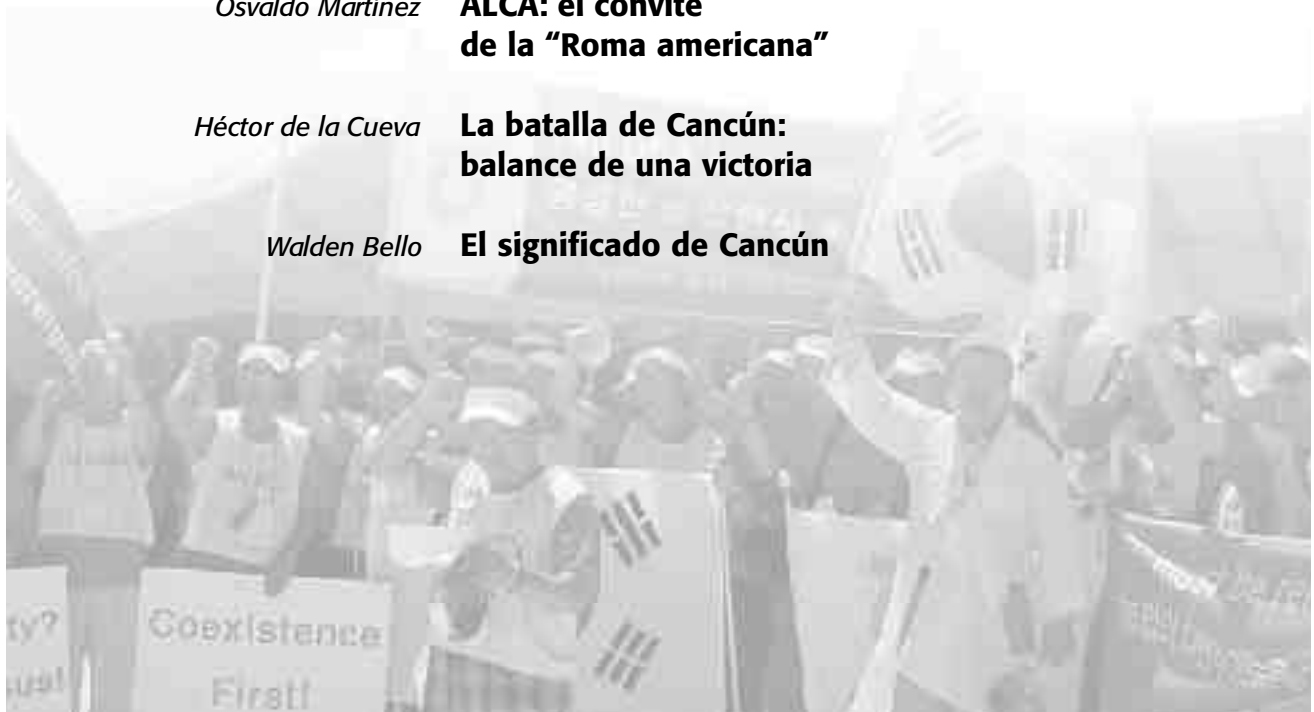 Osvaldo Martínez ALCA: el convite
de la “Roma americana”
Héctor de la Cueva La batalla de Cancún:
balance de una victoria
Walden Bello El significado de Cancún
ty?
Coexistence
First!